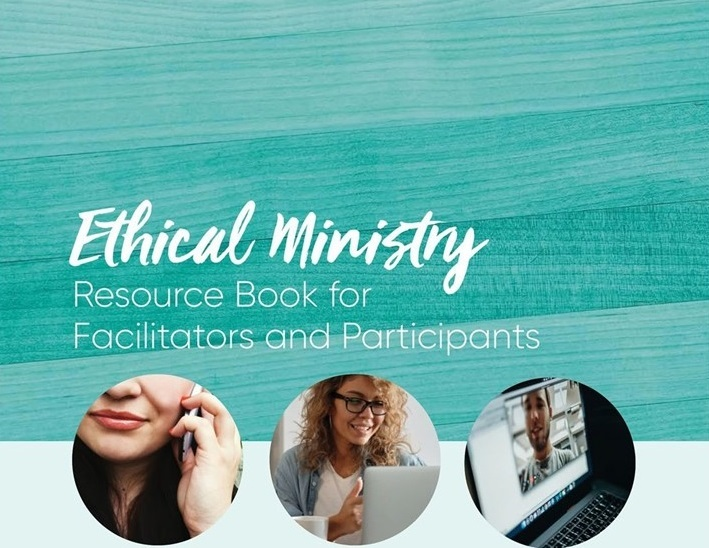 Ethical Ministry
Resource Book for
Facilitators and Participants